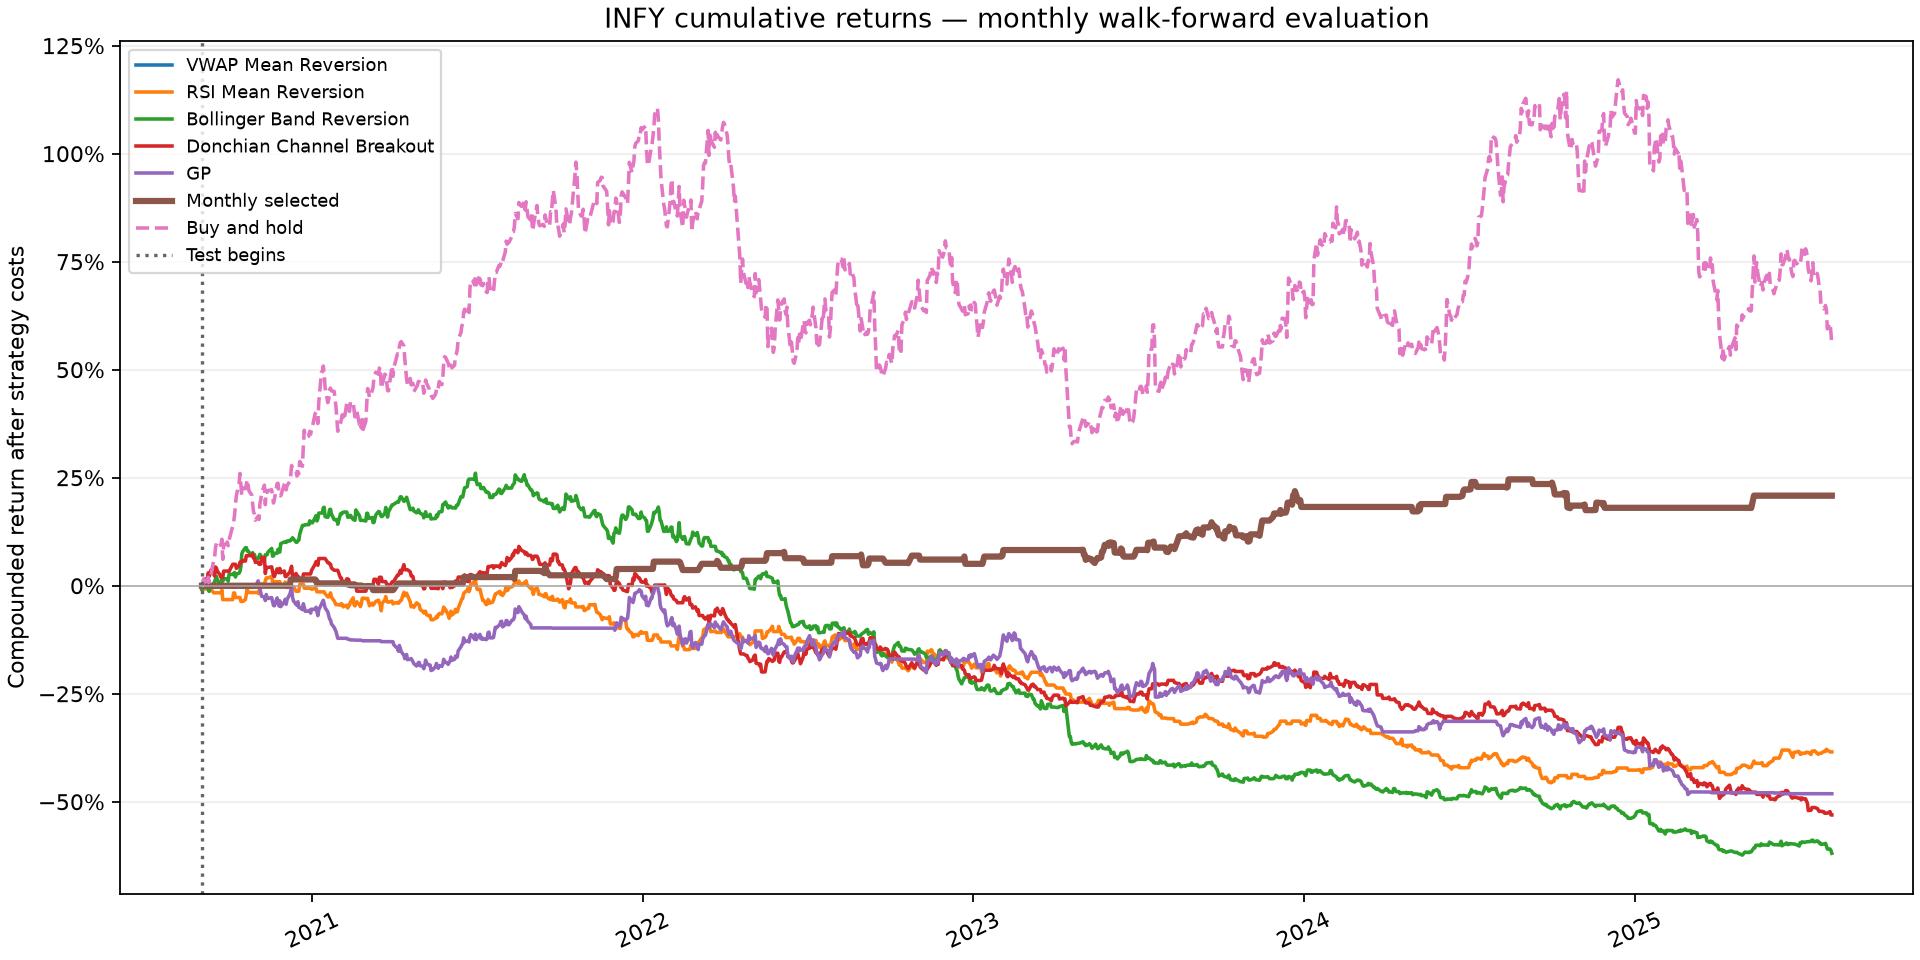 INFY cumulative returns — monthly walk-forward evaluation
Compounded return after strategy costs
125%
100%
75%
50%
25%
0%
−25%
−50%
VWAP Mean Reversion
RSI Mean Reversion
Bollinger Band Reversion
Donchian Channel Breakout
GP
Monthly selected
Buy and hold
Test begins
2021
2022
2023
2024
2025